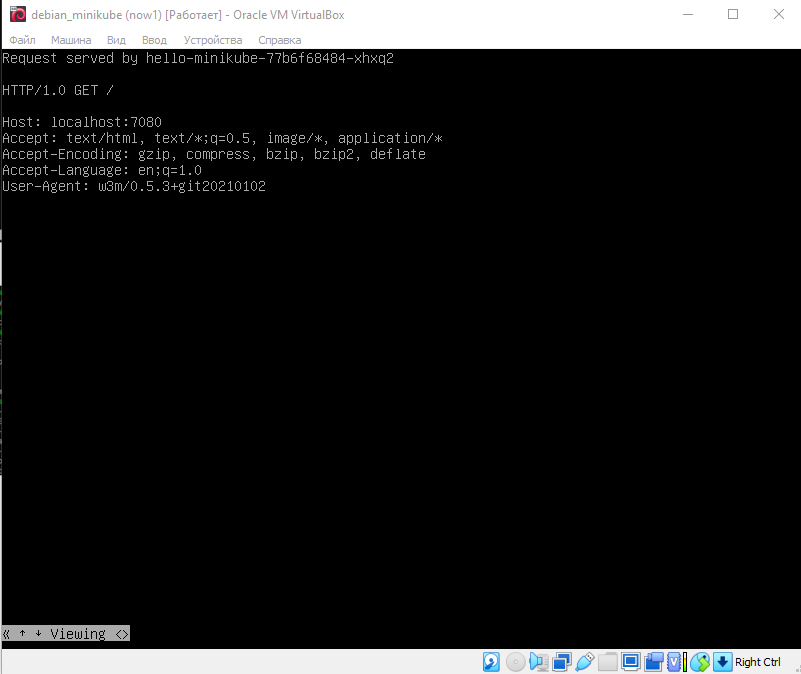 debian_minikube (now1) [Работает] - Oracle VM VirtualBox
Файл Машина Вид Ввод Устройства Справка
Request served by hello-minikube-77b6f68484-xhxq2
HTTP/1.0 GET /
Host: localhost:7080
Accept: text/html, text/*;q=0.5, image/*, application/*
Accept-Encoding: gzip, compress, bzip, bzip2, deflate
Accept-Language: en;q=1.0
User-Agent: w3m/0.5.3+git20210102
« ↑ ↓ Viewing <>
Right Ctrl